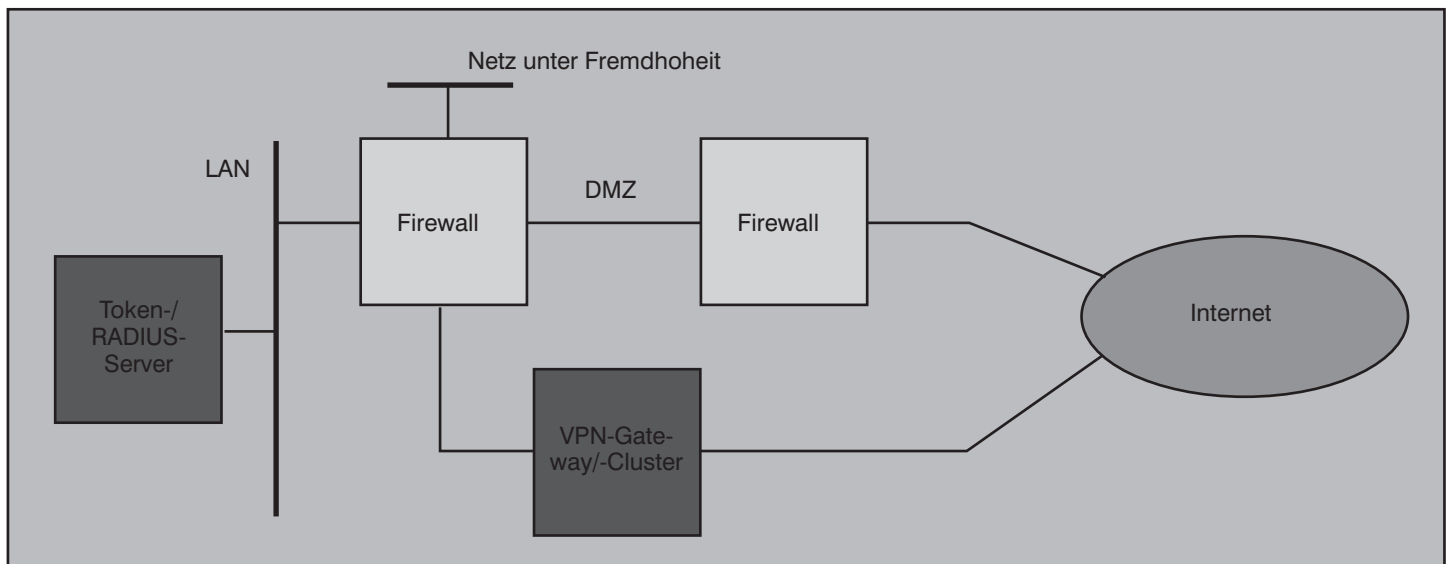 Netz unter Fremdhoheit
LAN
DMZ
Firewall
Firewall
Token-/
RADIUS-
Server
Internet
VPN-Gate-
way/-Cluster